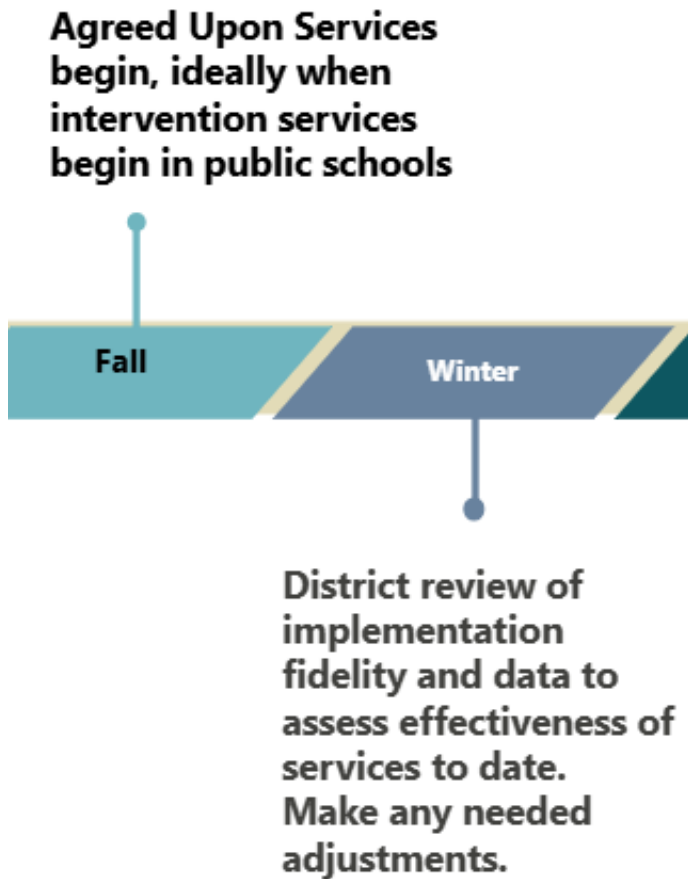 Agreed Upon Services
begin, ideally when
intervention services
begin in public schools
Fall
Winter
District review of
implementation
fidelity and data to
assess effectiveness of
services to date.
Make any needed
adjustments.